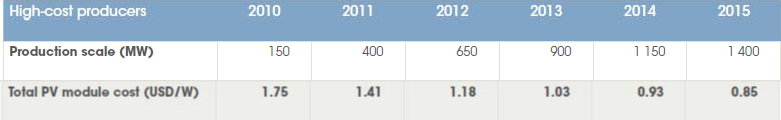 High-cost producers 2010 2011 2012 2013 2014 2015
Production scale (MW) 150 400 650 900 1 150 1 400
Total PV module cost (USD/W) 1.75 1.41 1.18 1.03 0.93 0.85